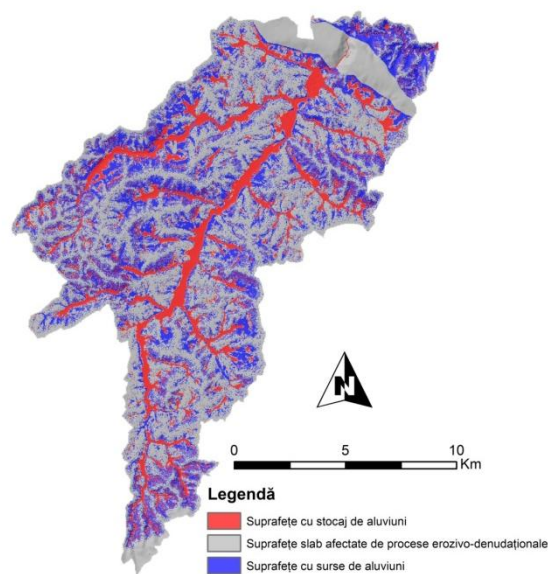 N
0 5 10
Km
Legendă
Suprafețe cu stocaj de aluviuni
Suprafețe slab afectate de procese erozivo-denudaționale
Suprafețe cu surse de aluviuni